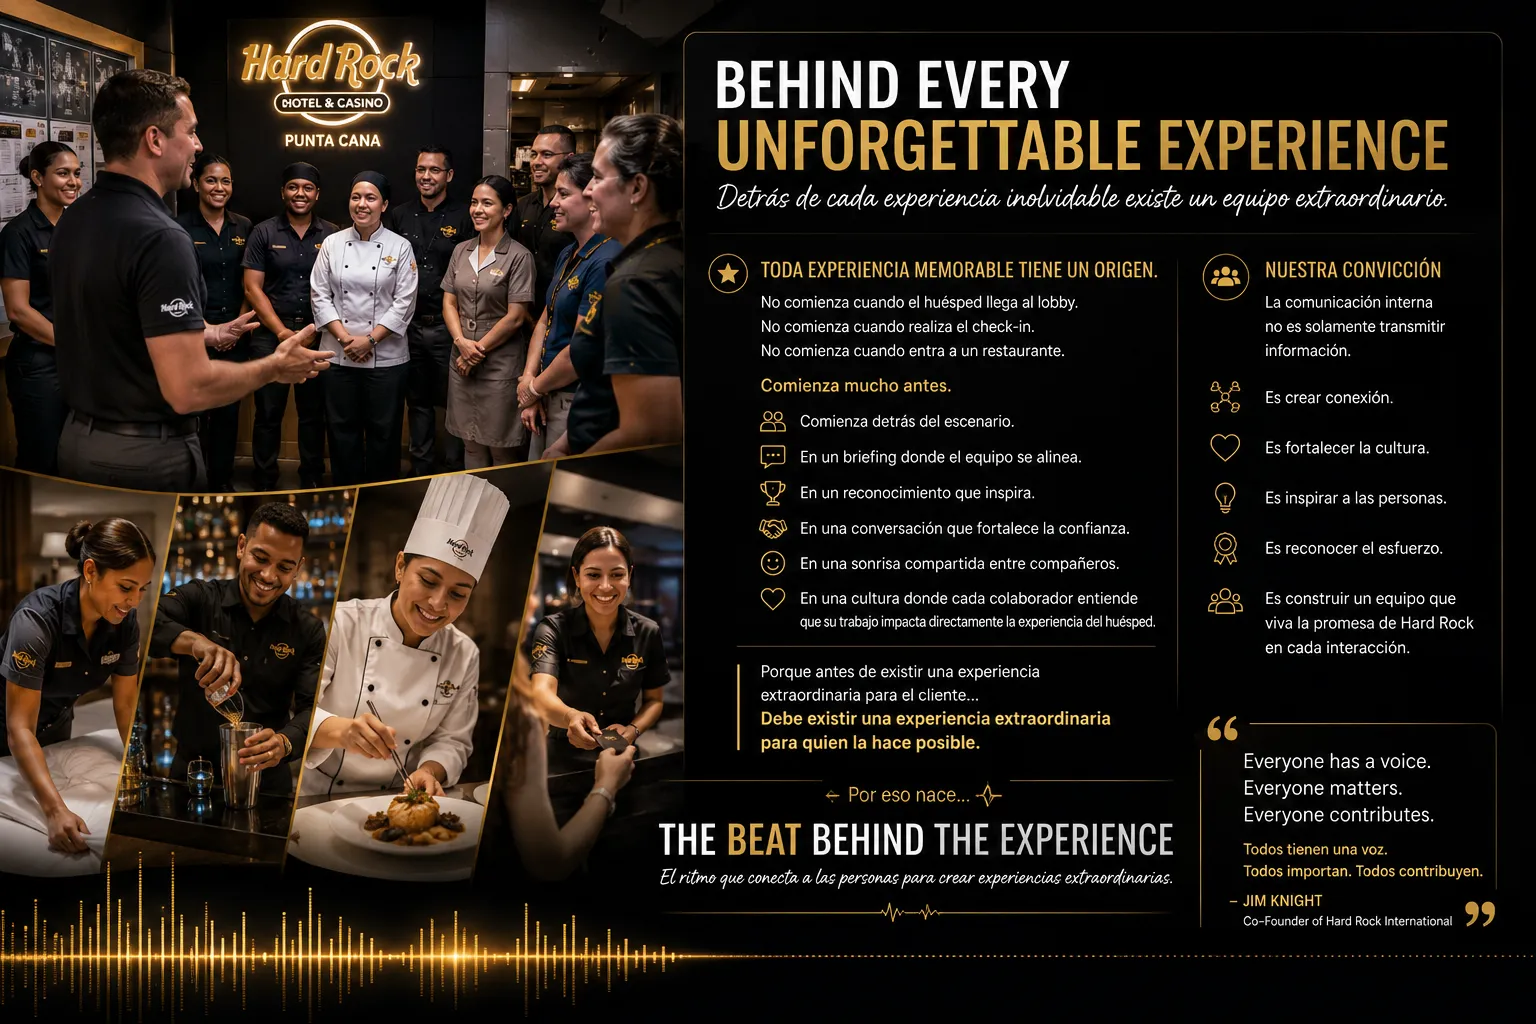 Hard Rock
HOTEL & CASINO
PUNTA CANA
Hard Rock
Hard Rock
BEHIND EVERY
UNFORGETTABLE EXPERIENCE
Detrás de cada experiencia inolvidable existe un equipo extraordinario.
TODA EXPERIENCIA MEMORABLE TIENE UN ORIGEN.
No comienza cuando el huésped llega al lobby.
No comienza cuando realiza el check-in.
No comienza cuando entra a un restaurante.
Comienza mucho antes.
Comienza detrás del escenario.
En un briefing donde el equipo se alinea.
En un reconocimiento que inspira.
En una conversación que fortalece la confianza.
En una sonrisa compartida entre compañeros.
En una cultura donde cada colaborador entiende
que su trabajo impacta directamente la experiencia del huésped.
Porque antes de existir una experiencia
extraordinaria para el cliente...
Debe existir una experiencia extraordinaria
para quien la hace posible.
NUESTRA CONVICCIÓN
La comunicación interna
no es solamente transmitir
información.
Es crear conexión.
Es fortalecer la cultura.
Es inspirar a las personas.
Es reconocer el esfuerzo.
Es construir un equipo que
viva la promesa de Hard Rock
en cada interacción.
Por eso nace...
THE BEAT BEHIND THE EXPERIENCE
El ritmo que conecta a las personas para crear experiencias extraordinarias.
“
Everyone has a voice.
Everyone matters.
Everyone contributes.
Todos tienen una voz.
Todos importan. Todos contribuyen.
– JIM KNIGHT
Co-Founder of Hard Rock International
”